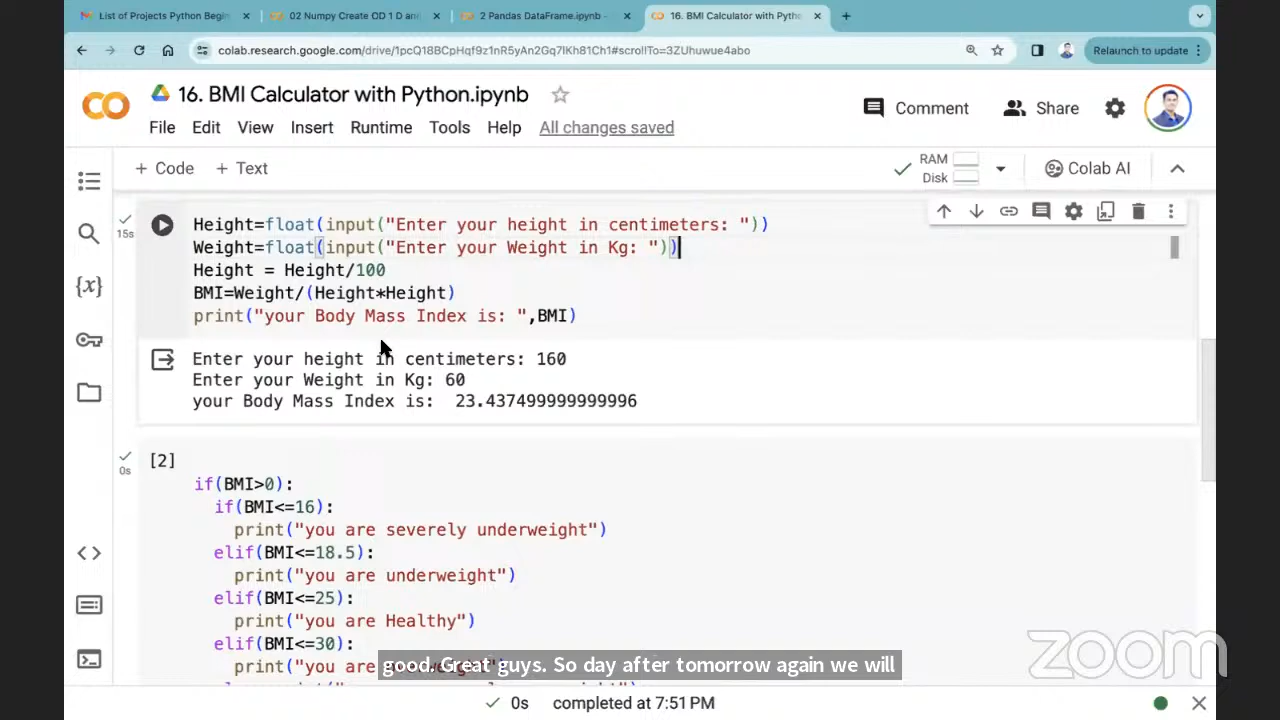 List of Projects Python Begin
02 Numpy Create OD 1 D an
2 Pandas DataFrame.ipynb -
16. BMI Calculator with Pytho
colab.research.google.com/drive/1pcQ18BCpHqf9z1nR5yAn2Gq7IKh81Ch1#scrollTo=3ZUhuwue4abo
Relaunch to update
16. BMI Calculator with Python.ipynb
Comment
Share
File Edit View Insert Runtime Tools Help All changes saved
+ Code + Text
RAM
Disk
Colab AI
15s
Height=float(input("Enter your height in centimeters: "))
Weight=float(input("Enter your Weight in Kg: "))
Height = Height/100
BMI=Weight/(Height*Height)
print("your Body Mass Index is: ",BMI)
{x}
Enter your height in centimeters: 160
Enter your Weight in Kg: 60
your Body Mass Index is:  23.437499999999996
[2]
0s
if(BMI>0):
if(BMI<=16):
print("you are severely underweight")
elif(BMI<=18.5):
print("you are underweight")
elif(BMI<=25):
print("you are Healthy")
elif(BMI<=30):
print("you are
good. Great guys. So day after tomorrow again we will
zoom
0s completed at 7:51 PM